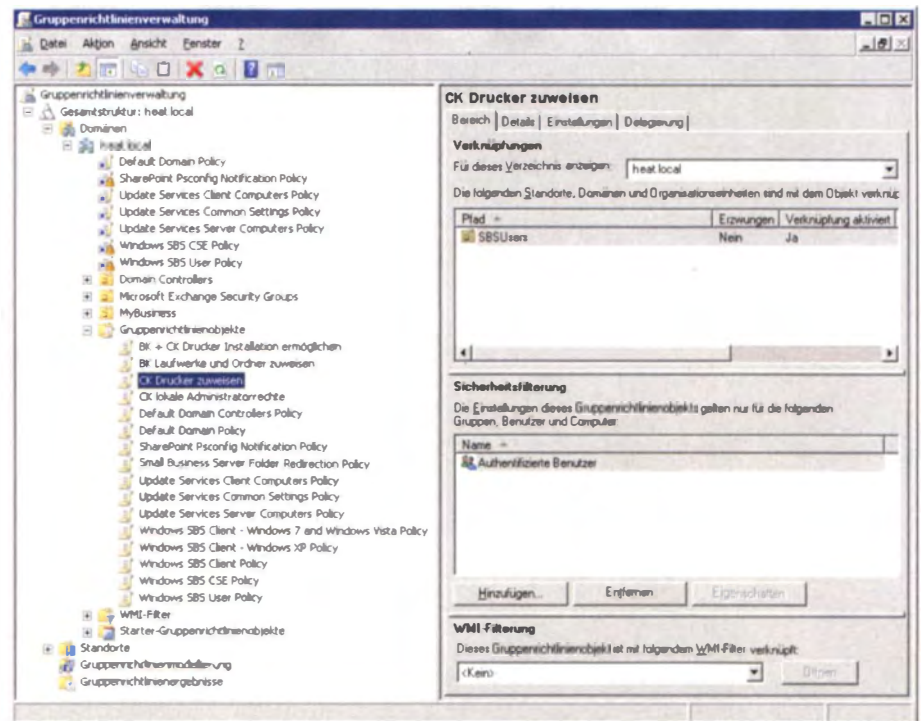 Gruppenrichtlinienverwaltung
Datei Aktion Ansicht Fenster ?
Gruppenrichtlinienverwaltung
Gesamtstruktur: heat.local
Domänen
heat.local
Default Domain Policy
SharePoint Psconfig Notification Policy
Update Services Client Computers Policy
Update Services Common Settings Policy
Update Services Server Computers Policy
Windows SBS CSE Policy
Windows SBS User Policy
Domain Controllers
Microsoft Exchange Security Groups
MyBusiness
Gruppenrichtlinienobjekte
BK + CK Drucker Installation ermöglichen
BK Laufwerke und Ordner zuweisen
CK Drucker zuweisen
CK lokale Administratorrechte
Default Domain Controllers Policy
Default Domain Policy
SharePoint Psconfig Notification Policy
Small Business Server Folder Redirection Policy
Update Services Client Computers Policy
Update Services Common Settings Policy
Update Services Server Computers Policy
Windows SBS Client - Windows 7 and Windows Vista Policy
Windows SBS Client - Windows XP Policy
Windows SBS Client Policy
Windows SBS CSE Policy
Windows SBS User Policy
WMI-Filter
Starter-Gruppenrichtlinienobjekte
Standorte
Gruppenrichtlinienmodellierung
Gruppenrichtlinienergebnisse
CK Drucker zuweisen
Bereich Details Einstellungen Delegierung
Verknüpfungen
Für dieses Verzeichnis anzeigen: heat.local
Die folgenden Standorte, Domänen und Organisationseinheiten sind mit dem Objekt verknüp
Pfad Erzwungen Verknüpfung aktiviert
SBSUsers Nein Ja
Sicherheitsfilterung
Die Einstellungen dieses Gruppenrichtlinienobjekts gelten nur für die folgenden
Gruppen, Benutzer und Computer:
Name
Authentifizierte Benutzer
Hinzufügen... Entfernen Eigenschaften
WMI-Filterung
Dieses Gruppenrichtlinienobjekt ist mit folgendem WMI-Filter verknüpft:
<Kein> Öffnen